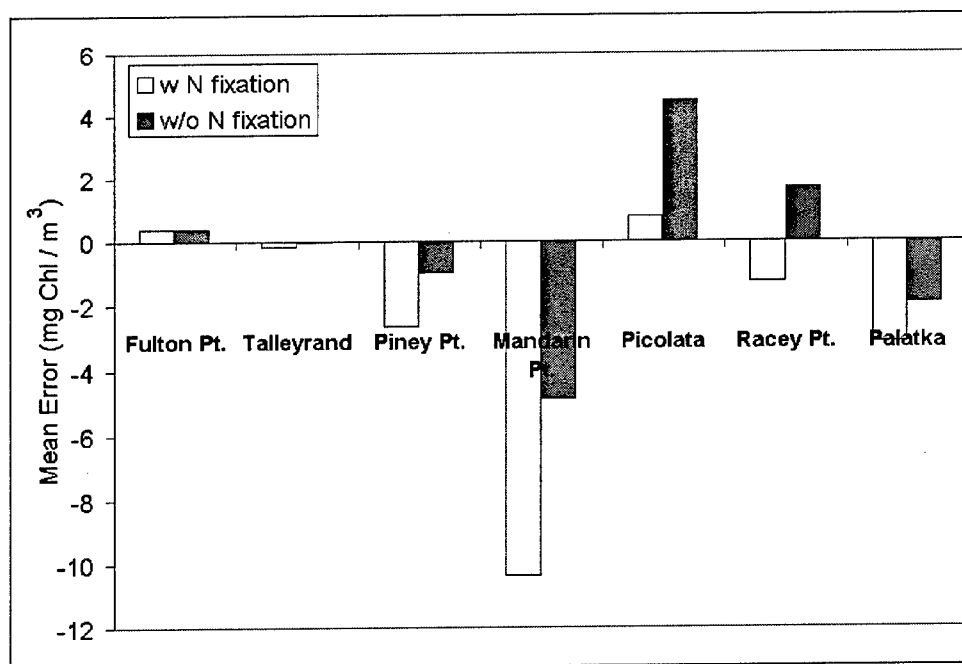 6
w N fixation
w/o N fixation
4
2
0
-2
-4
-6
-8
-10
-12
Mean Error (mg Chl / m³)
Fulton Pt.
Talleyrand
Piney Pt.
Mandarin
Pt.
Picolata
Racey Pt.
Palatka